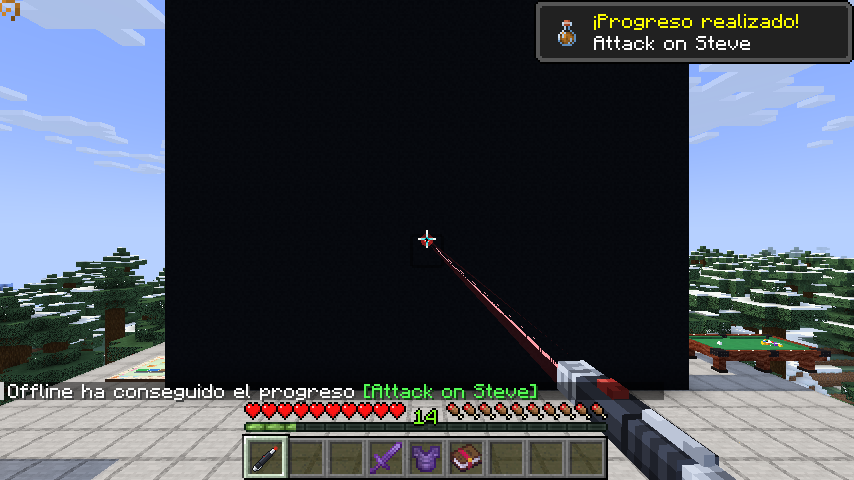 ¡Progreso realizado!
Attack on Steve
Offline ha conseguido el progreso [Attack on Steve]
14